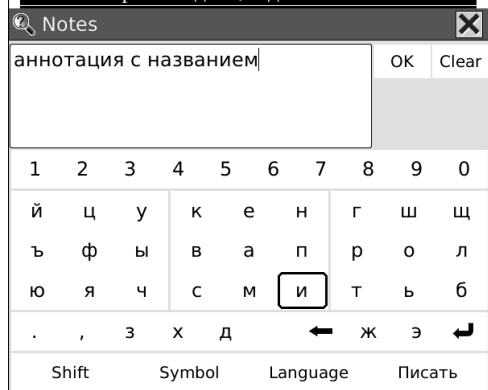 Notes
аннотация с названием
OK Clear
1 2 3 4 5 6 7 8 9 0
й ц у к е н г ш щ
ъ ф ы в а п р о л
ю я ч с м и т ь б
. , з х д ж э
Shift Symbol Language Писать